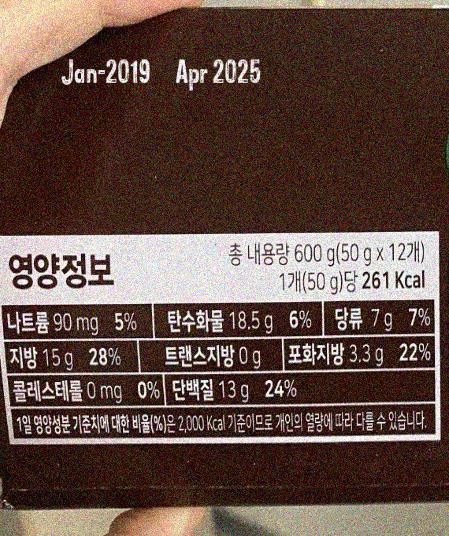 Jan-2019 Apr 2025
영양정보
총 내용량 600 g(50 g x 12개)
1개(50 g)당 261 Kcal
나트륨 90 mg 5% 탄수화물 18.5 g 6% 당류 7 g 7%
지방 15 g 28% 트랜스지방 0 g 포화지방 3.3 g 22%
콜레스테롤 0 mg 0% 단백질 13 g 24%
1일 영양성분 기준치에 대한 비율(%)은 2,000 Kcal 기준이므로 개인의 열량에 따라 다를 수 있습니다.